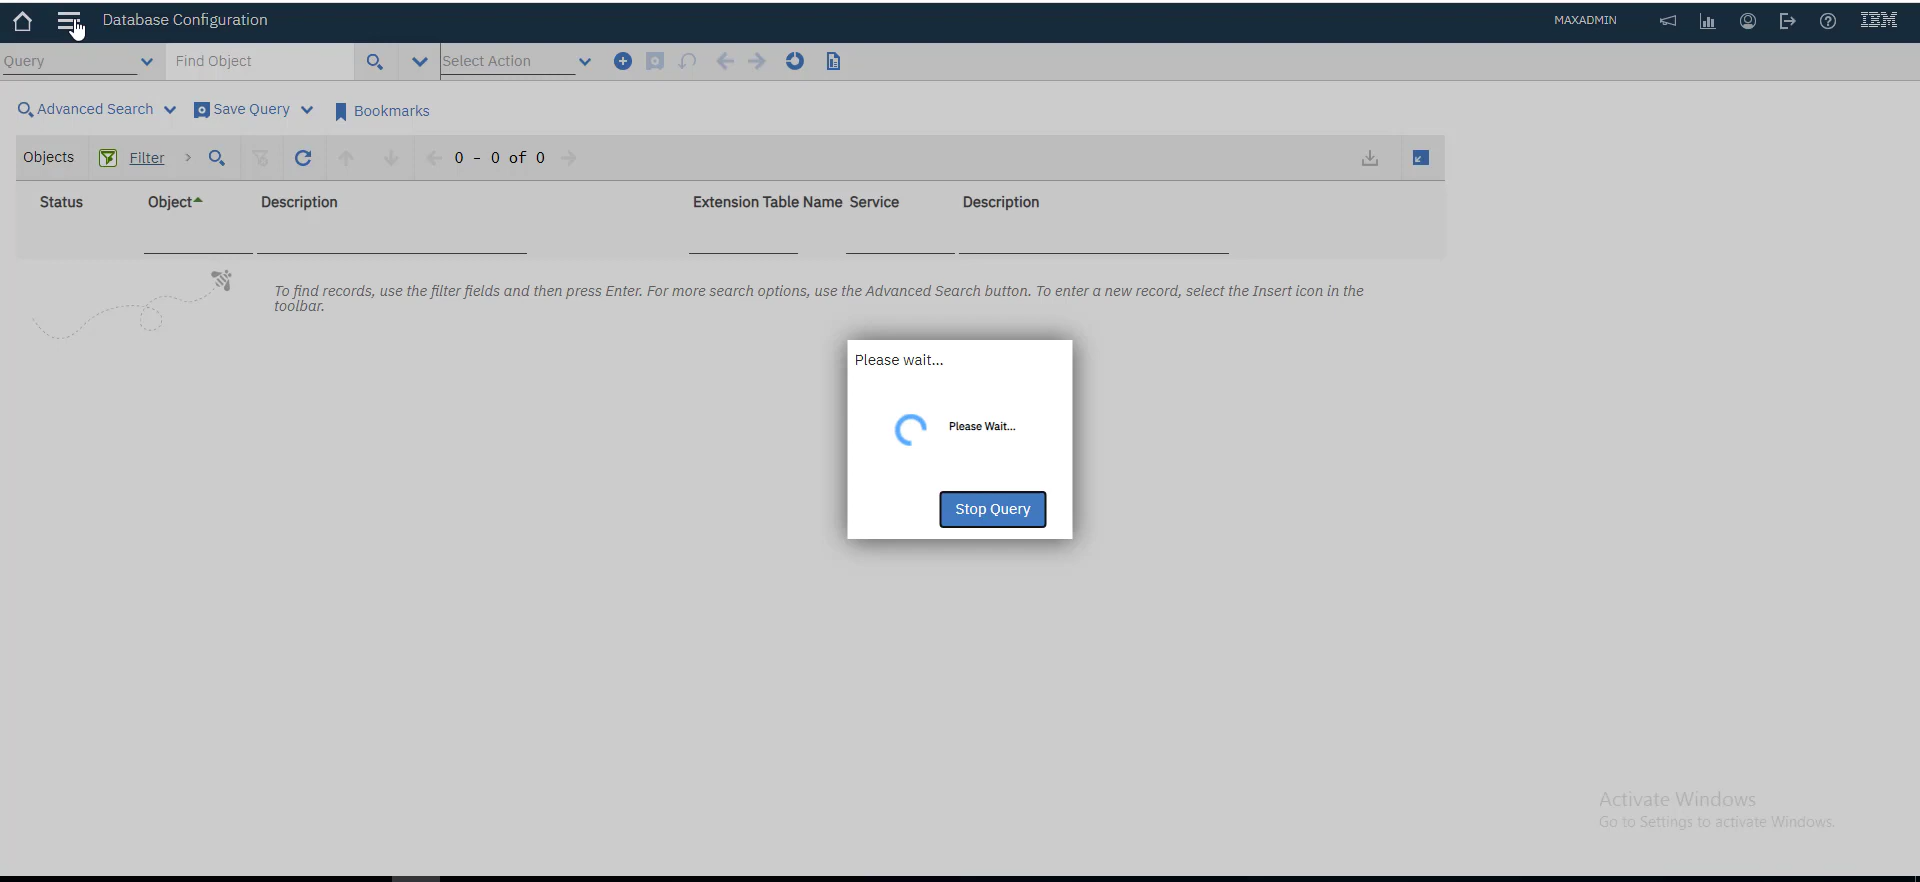 Database Configuration
MAXADMIN
IBM
Query
Find Object
Select Action
Advanced Search
Save Query
Bookmarks
Objects
Filter
0 - 0 of 0
Status
Object
Description
Extension Table Name
Service
Description
To find records, use the filter fields and then press Enter. For more search options, use the Advanced Search button. To enter a new record, select the Insert icon in the
toolbar.
Please wait...
Please Wait...
Stop Query
Activate Windows
Go to Settings to activate Windows.